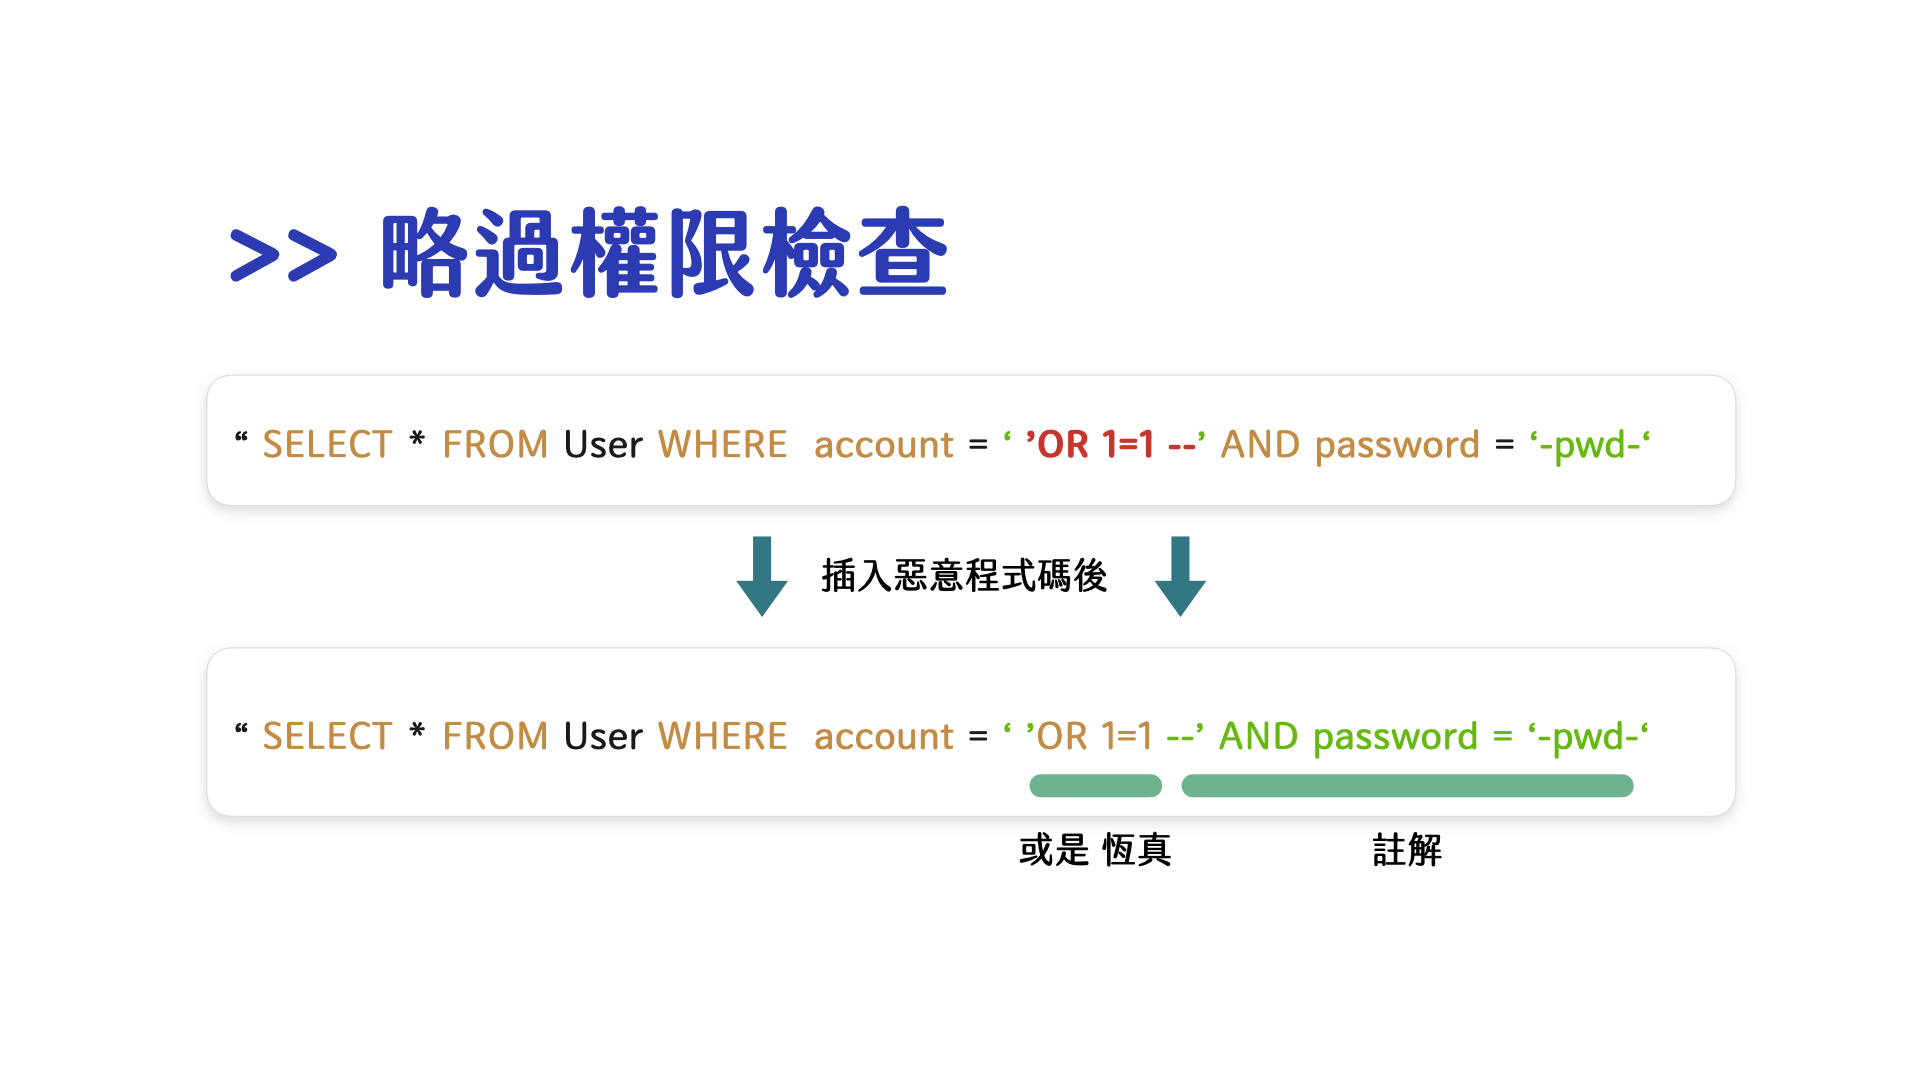 >> 略過權限檢查
“ SELECT * FROM User WHERE account = ‘ ’OR 1=1 --’ AND password = ‘-pwd-‘
插入惡意程式碼後
“ SELECT * FROM User WHERE account = ‘ ’OR 1=1 --’ AND password = ‘-pwd-‘
或是 恆真 註解